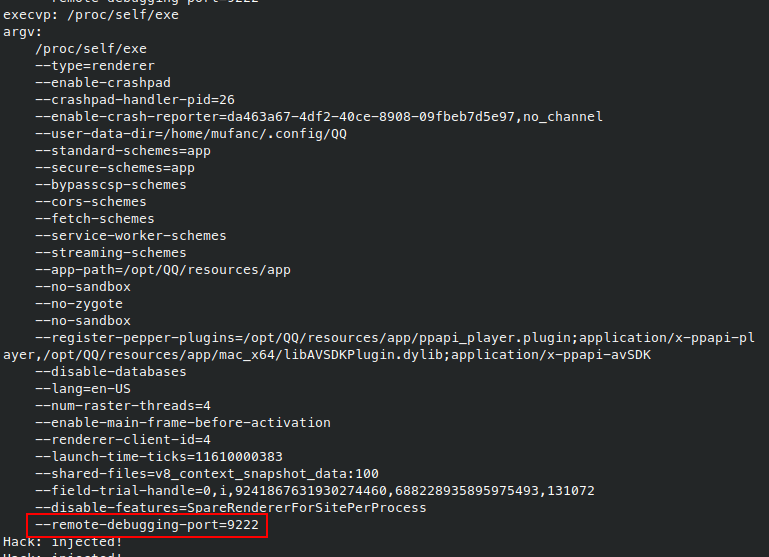 --remote-debugging-port=9222
execvp: /proc/self/exe
argv:
/proc/self/exe
--type=renderer
--enable-crashpad
--crashpad-handler-pid=26
--enable-crash-reporter=da463a67-4df2-40ce-8908-09fbeb7d5e97,no_channel
--user-data-dir=/home/mufanc/.config/QQ
--standard-schemes=app
--secure-schemes=app
--bypasscsp-schemes
--cors-schemes
--fetch-schemes
--service-worker-schemes
--streaming-schemes
--app-path=/opt/QQ/resources/app
--no-sandbox
--no-zygote
--no-sandbox
--register-pepper-plugins=/opt/QQ/resources/app/ppapi_player.plugin;application/x-ppapi-pl
ayer,/opt/QQ/resources/app/mac_x64/libAVSDKPlugin.dylib;application/x-ppapi-avSDK
--disable-databases
--lang=en-US
--num-raster-threads=4
--enable-main-frame-before-activation
--renderer-client-id=4
--launch-time-ticks=11610000383
--shared-files=v8_context_snapshot_data:100
--field-trial-handle=0,i,9241867631930274460,688228935895975493,131072
--disable-features=SpareRendererForSitePerProcess
--remote-debugging-port=9222
Hack: injected!
Hack: injected!